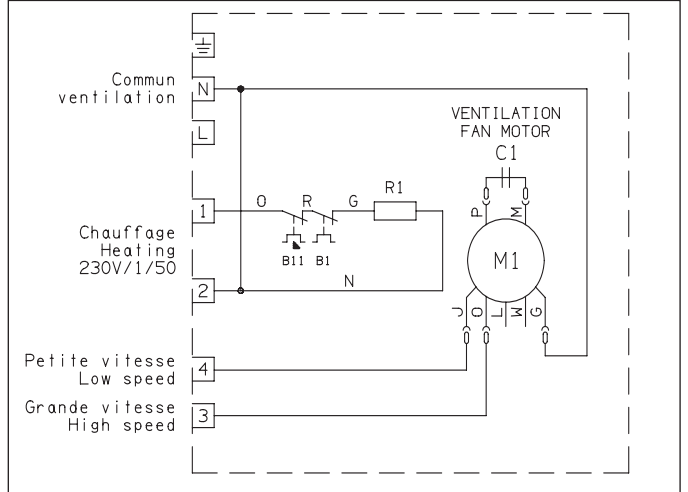 Commun
ventilation
N
L
VENTILATION
FAN MOTOR
C1
1
O
R
G
R1
P
M
Chauffage
Heating
230V/1/50
B11
B1
M1
2
N
J
O
L
W
G
Petite vitesse
Low speed
4
Grande vitesse
High speed
3